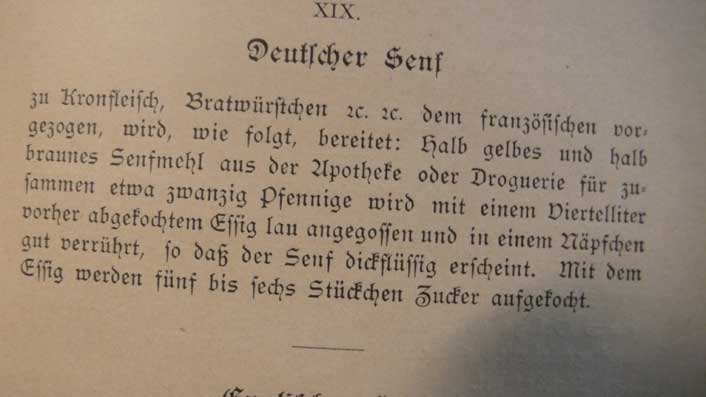 XIX.
Deutſcher Senf
zu Kronfleiſch, Bratwürſtchen ꝛc. ꝛc. dem franzöſiſchen vor⸗
gezogen, wird, wie folgt, bereitet: Halb gelbes und halb
braunes Senfmehl aus der Apotheke oder Droguerie für zu⸗
ſammen etwa zwanzig Pfennige wird mit einem Viertelliter
vorher abgekochtem Eſſig lau angegoſſen und in einem Näpfchen
gut verrührt, ſo daß der Senf dickflüſſig erſcheint. Mit dem
Eſſig werden fünf bis ſechs Stückchen Zucker aufgekocht.